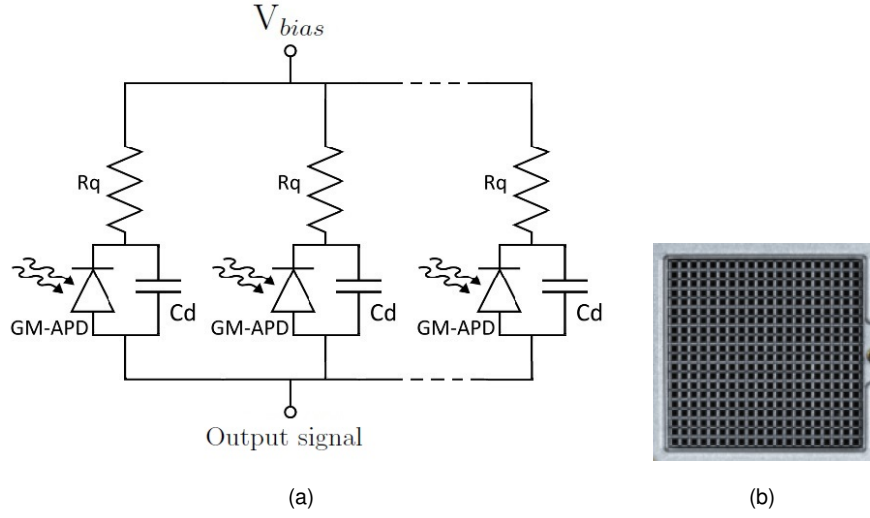 V_bias
Rq
Rq
Rq
GM-APD
Cd
GM-APD
Cd
GM-APD
Cd
Output signal
(a)
(b)